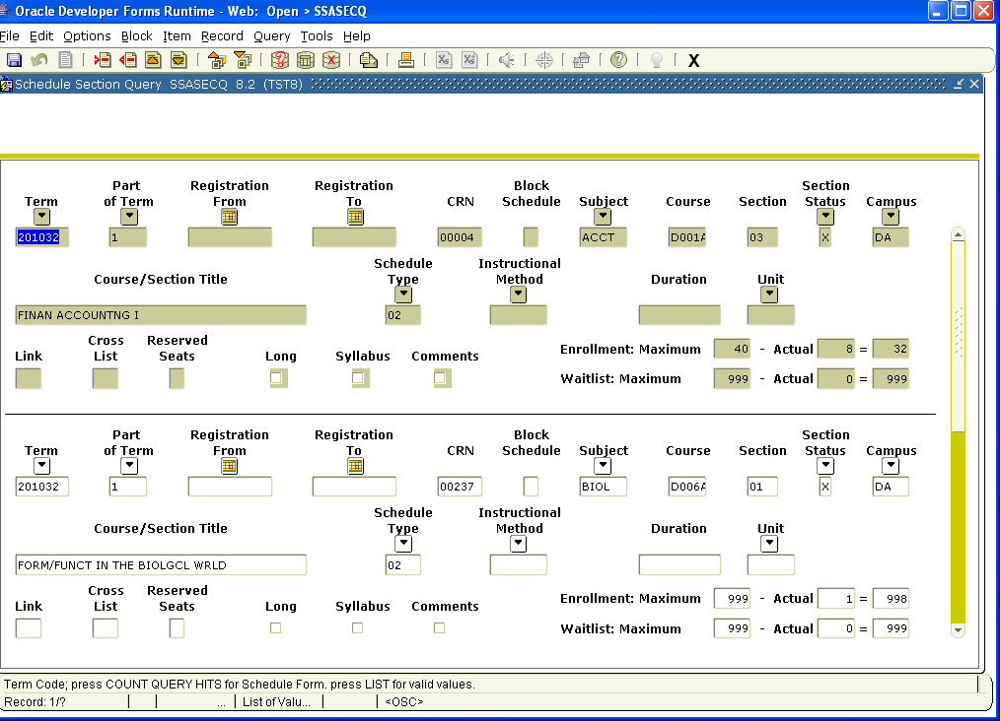 Oracle Developer Forms Runtime - Web: Open > SSASECQ
File Edit Options Block Item Record Query Tools Help
X
Schedule Section Query SSASECQ 8.2 (TST8)
Part Registration Registration Block Section
Term of Term From To CRN Schedule Subject Course Section Status Campus
201032 1 00004 ACCT D001A 03 X DA
Schedule Instructional
Course/Section Title Type Method Duration Unit
FINAN ACCOUNTNG I 02
Cross Reserved
Link List Seats Long Syllabus Comments
Enrollment: Maximum 40 - Actual 8 = 32
Waitlist: Maximum 999 - Actual 0 = 999
Part Registration Registration Block Section
Term of Term From To CRN Schedule Subject Course Section Status Campus
201032 1 00237 BIOL D006A 01 X DA
Schedule Instructional
Course/Section Title Type Method Duration Unit
FORM/FUNCT IN THE BIOLGCL WRLD 02
Cross Reserved
Link List Seats Long Syllabus Comments
Enrollment: Maximum 999 - Actual 1 = 998
Waitlist: Maximum 999 - Actual 0 = 999
Term Code; press COUNT QUERY HITS for Schedule Form. press LIST for valid values.
Record: 1/? ... List of Valu... <OSC>